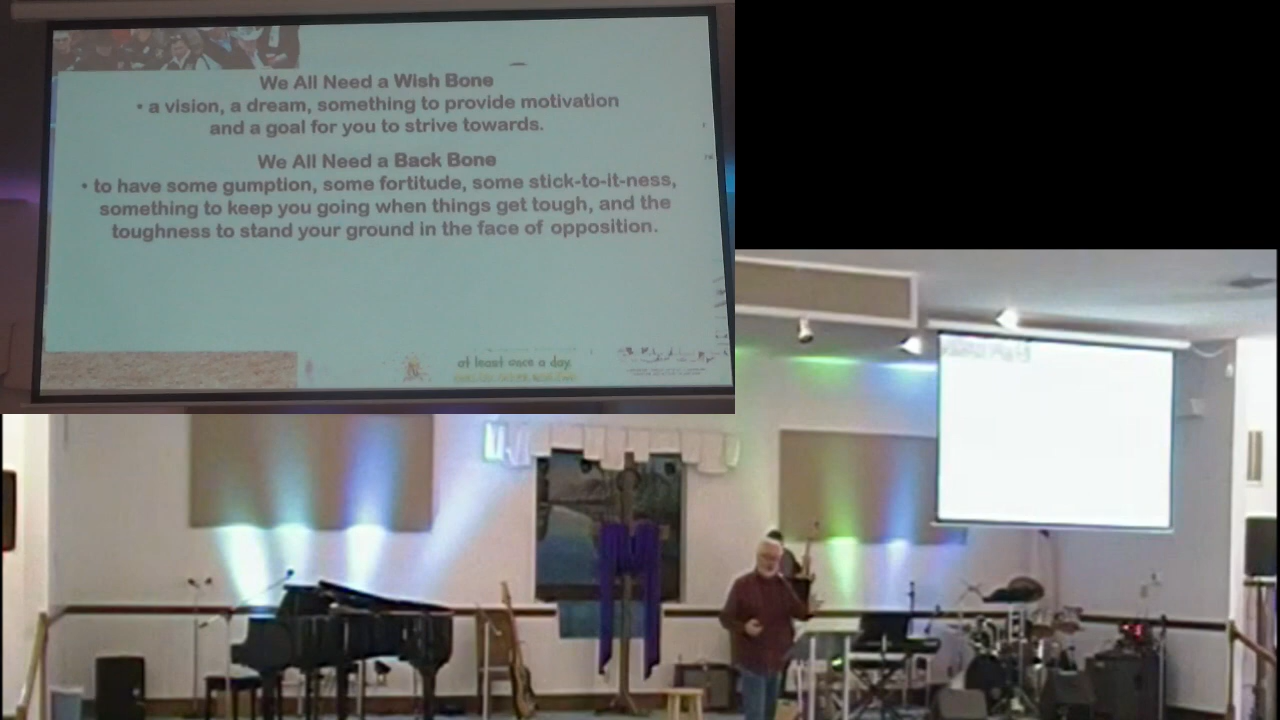 We All Need a Wish Bone
• a vision, a dream, something to provide motivation
and a goal for you to strive towards.
We All Need a Back Bone
• to have some gumption, some fortitude, some stick-to-it-ness,
something to keep you going when things get tough, and the
toughness to stand your ground in the face of opposition.
at least once a day.